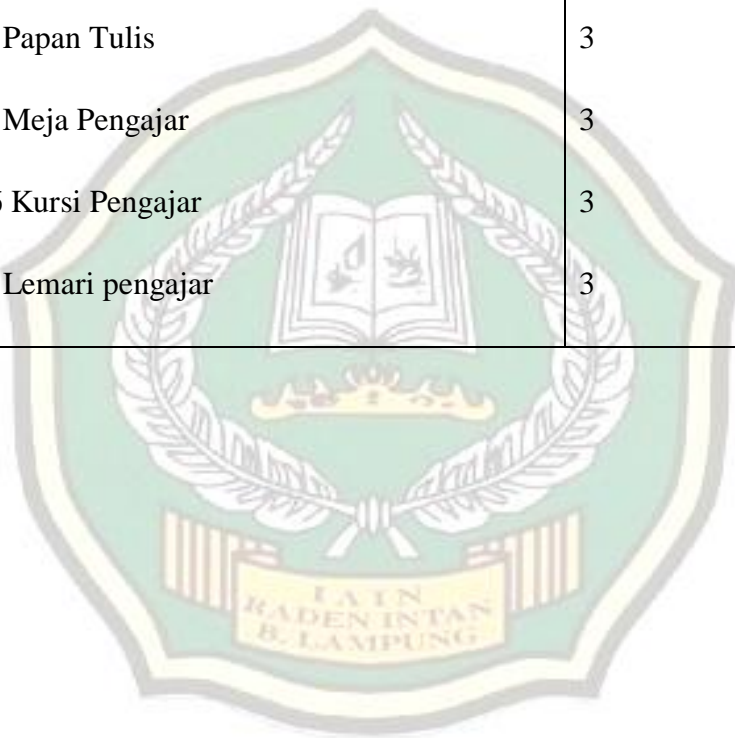 Papan Tulis 3
Meja Pengajar 3
Kursi Pengajar 3
Lemari pengajar 3
IAIN
RADEN INTAN
B. LAMPUNG